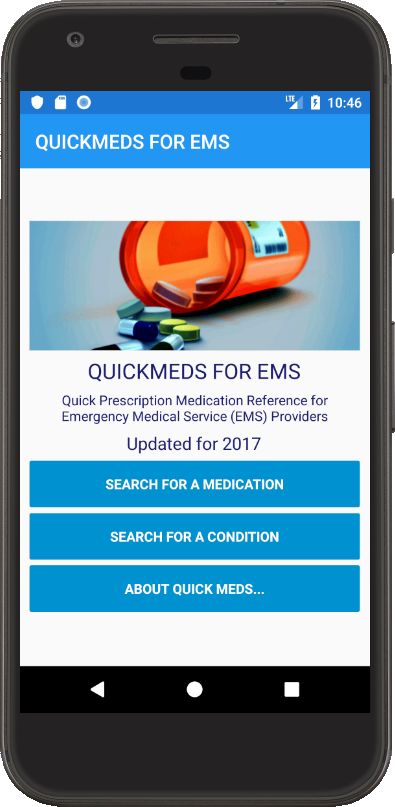 LTE 10:46
QUICKMEDS FOR EMS
QUICKMEDS FOR EMS
Quick Prescription Medication Reference for
Emergency Medical Service (EMS) Providers
Updated for 2017
SEARCH FOR A MEDICATION
SEARCH FOR A CONDITION
ABOUT QUICK MEDS...